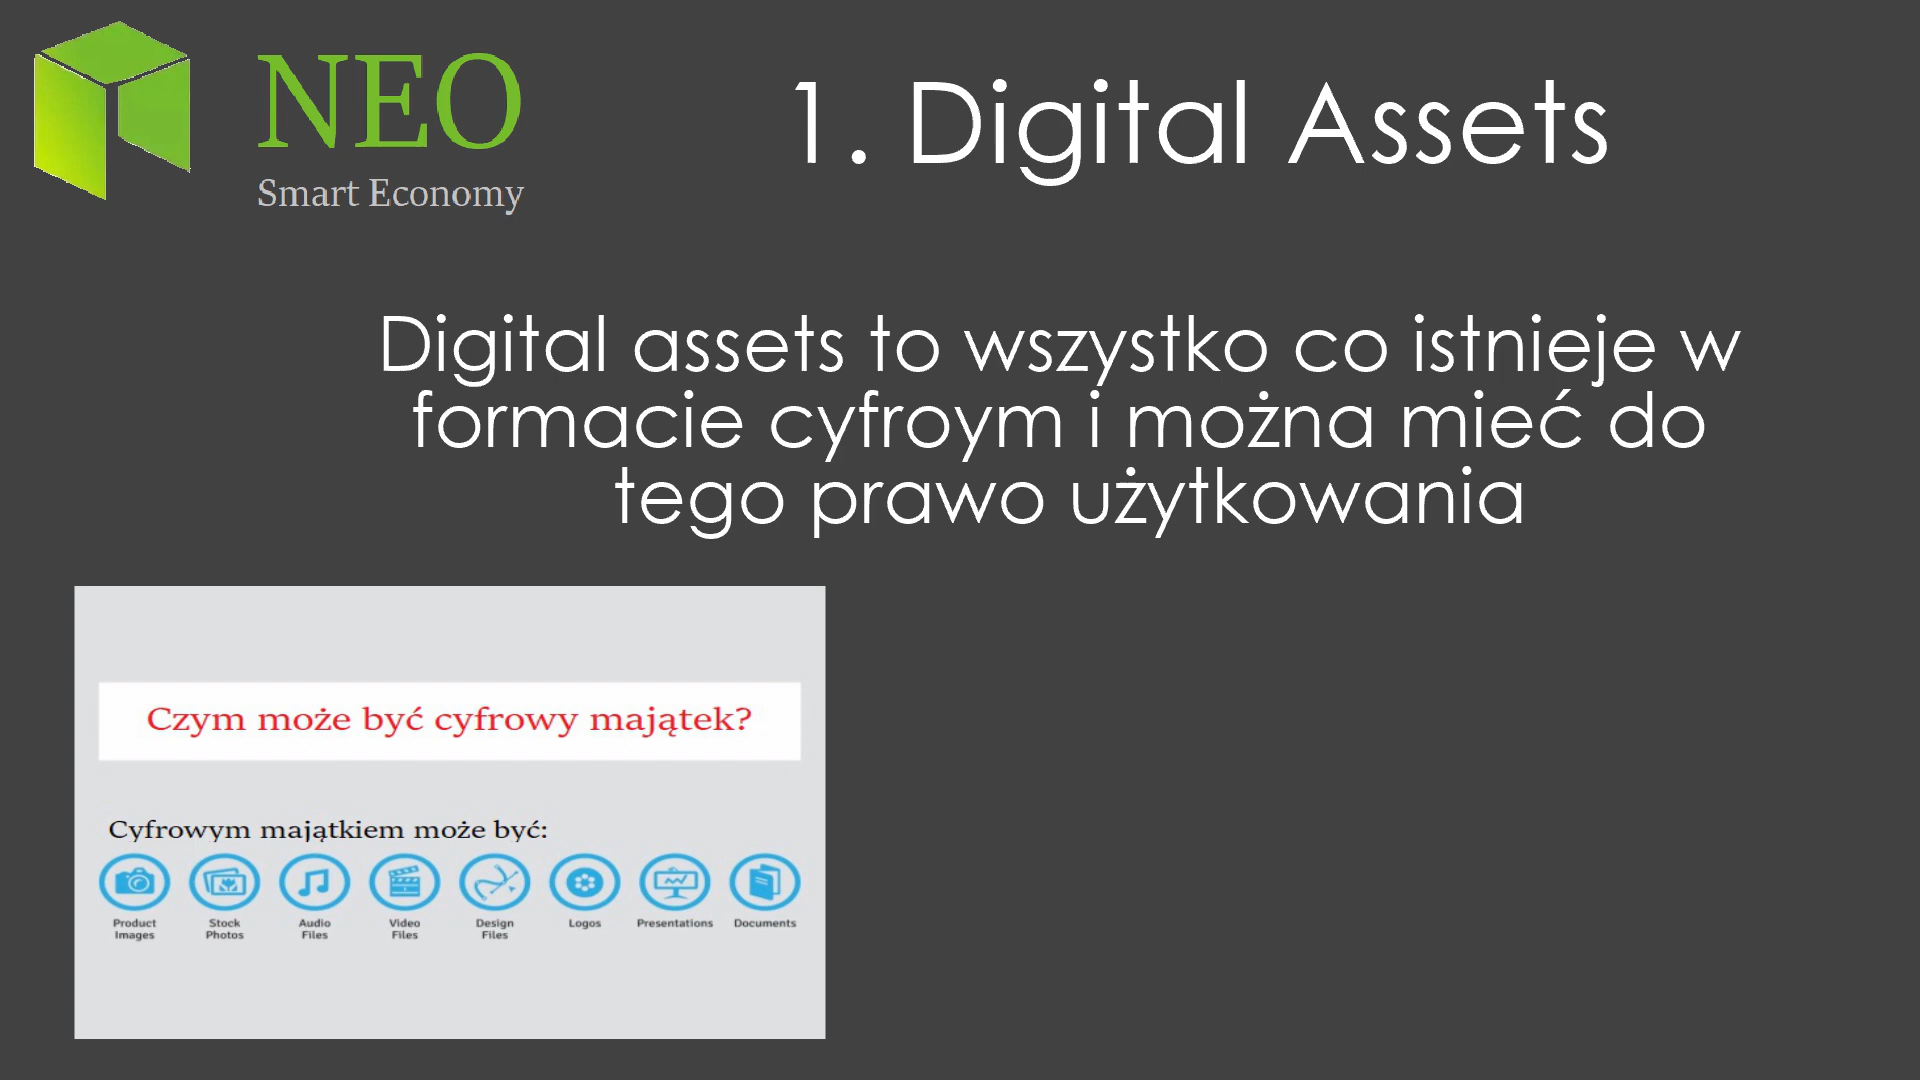 NEO
Smart Economy
1. Digital Assets
Digital assets to wszystko co istnieje w
formacie cyfroym i można mieć do
tego prawo użytkowania
Czym może być cyfrowy majątek?
Cyfrowym majątkiem może być:
Product Images
Stock Photos
Audio Files
Video Files
Design Files
Logos
Presentations
Documents